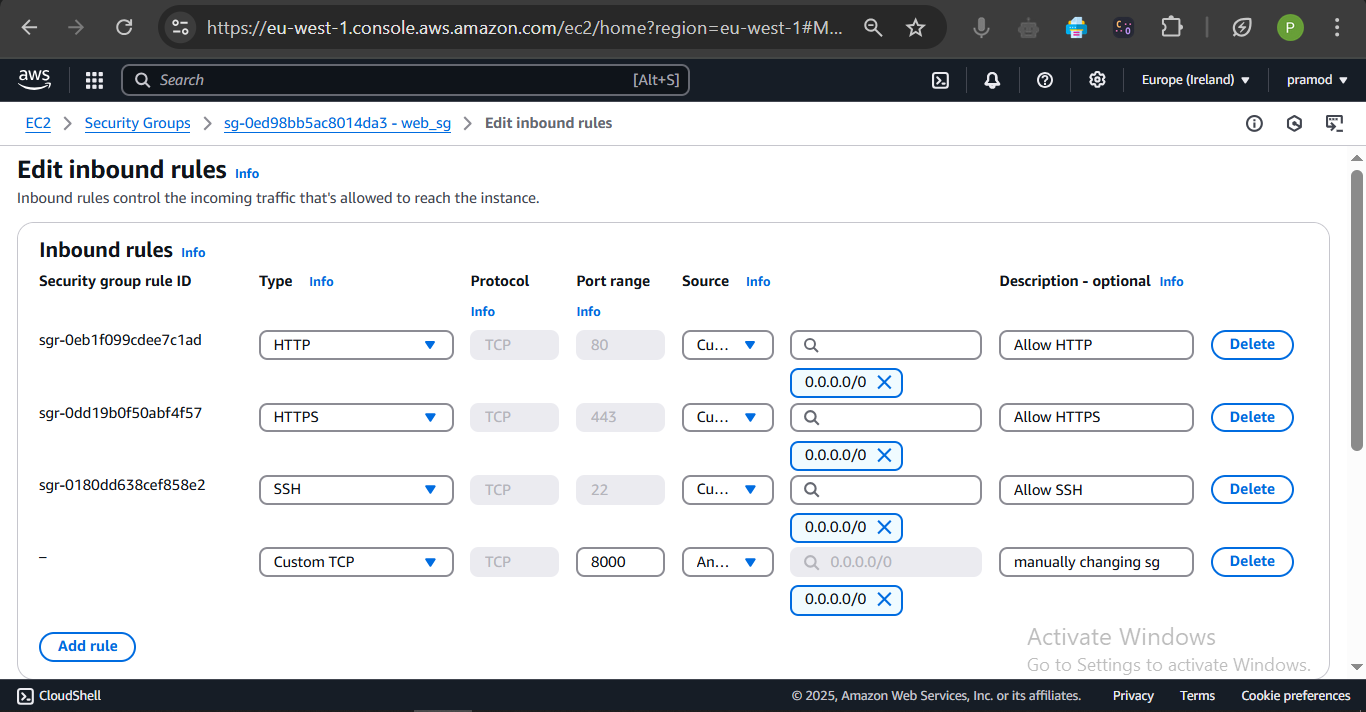 https://eu-west-1.console.aws.amazon.com/ec2/home?region=eu-west-1#M...
P
aws
Search [Alt+S]
Europe (Ireland)
pramod
EC2 > Security Groups > sg-0ed98bb5ac8014da3 - web_sg > Edit inbound rules
Edit inbound rules Info
Inbound rules control the incoming traffic that's allowed to reach the instance.
Inbound rules Info
Security group rule ID Type Info Protocol Port range Source Info Description - optional Info
Info Info
sgr-0eb1f099cdee7c1ad HTTP TCP 80 Cu... Allow HTTP Delete
0.0.0.0/0
sgr-0dd19b0f50abf4f57 HTTPS TCP 443 Cu... Allow HTTPS Delete
0.0.0.0/0
sgr-0180dd638cef858e2 SSH TCP 22 Cu... Allow SSH Delete
0.0.0.0/0
– Custom TCP TCP 8000 An... 0.0.0.0/0 manually changing sg Delete
0.0.0.0/0
Add rule
Activate Windows
Go to Settings to activate Windows.
CloudShell © 2025, Amazon Web Services, Inc. or its affiliates. Privacy Terms Cookie preferences